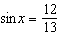 sin x = 12/13